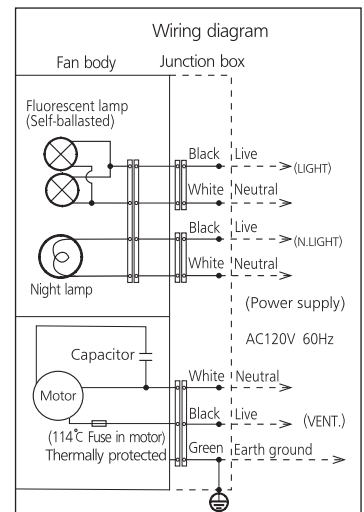 Wiring diagram
Fan body
Junction box
Fluorescent lamp
(Self-ballasted)
Black Live
(LIGHT)
White Neutral
Black Live
(N.LIGHT)
White Neutral
Night lamp
(Power supply)
AC120V 60Hz
Capacitor
White Neutral
Motor
Black Live
(VENT.)
(114℃ Fuse in motor)
Thermally protected
Green Earth ground